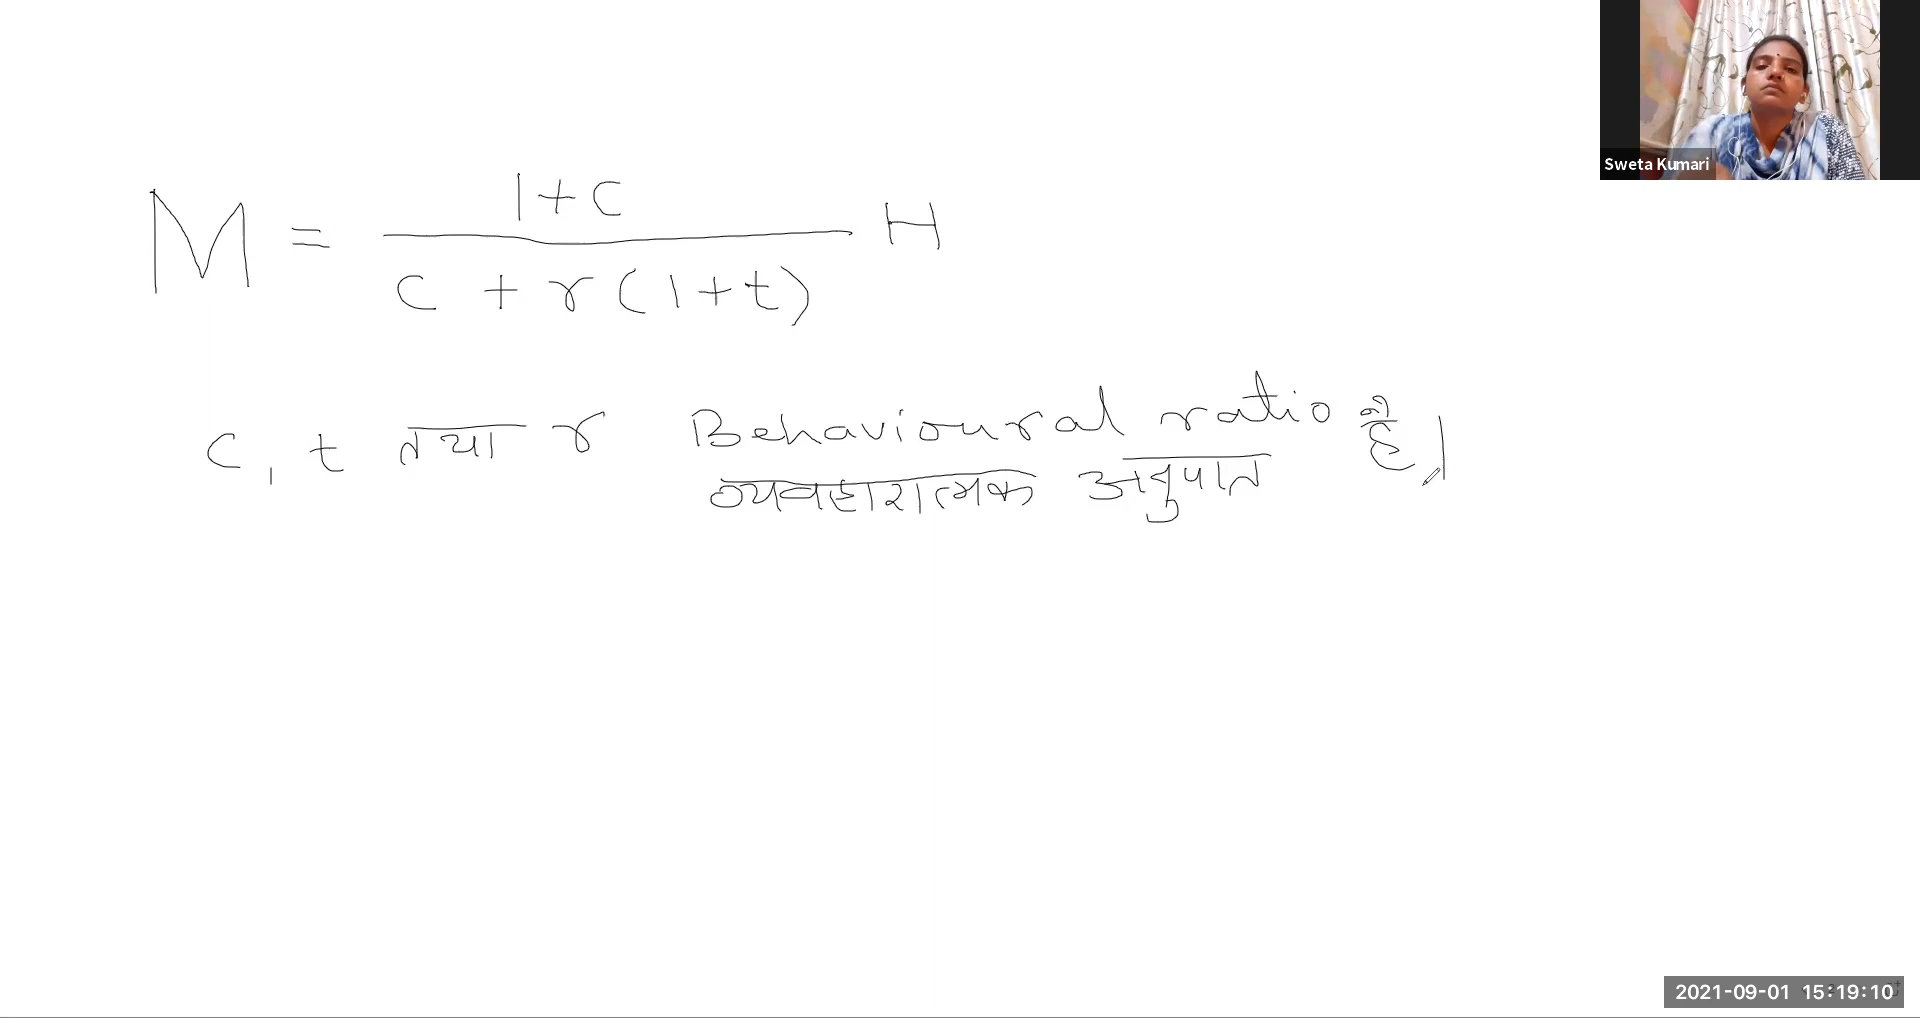 Sweta Kumari
M = 1+c / c + r(1+t) H
c, t तथा r Behavioural ratio है।
व्यवहारात्मक अनुपात
2021-09-01 15:19:10